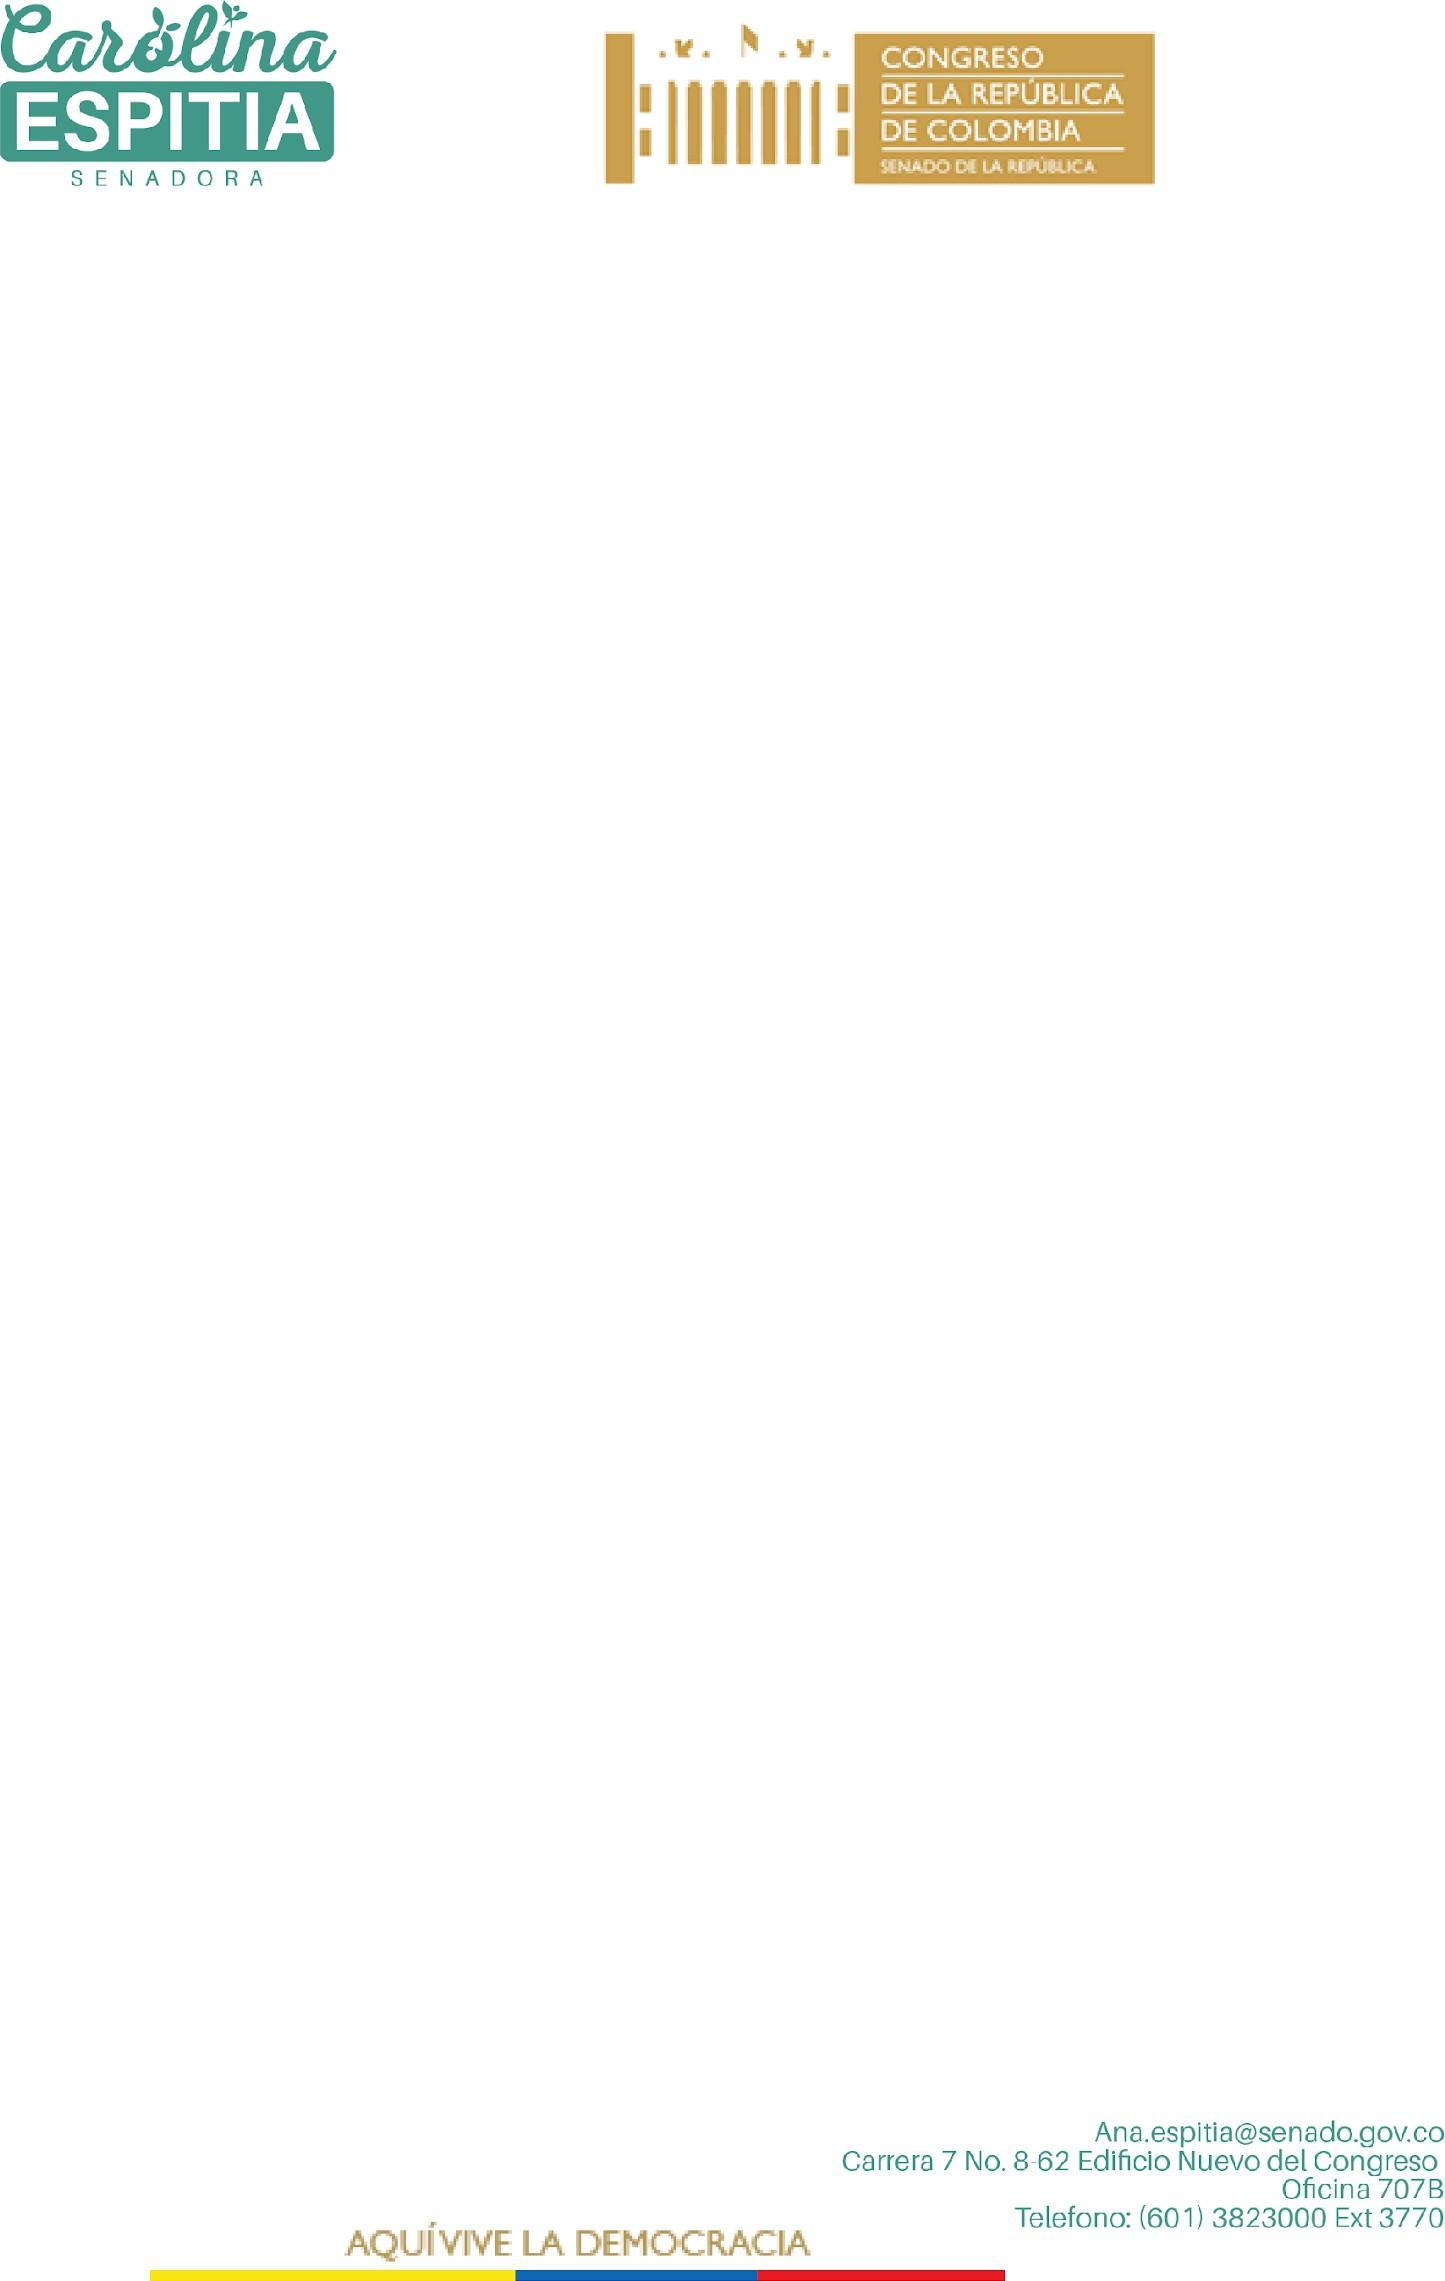 Carolina
ESPITIA
SENADORA
CONGRESO
DE LA REPÚBLICA
DE COLOMBIA
SENADO DE LA REPÚBLICA
Ana.espitia@senado.gov.co
Carrera 7 No. 8-62 Edificio Nuevo del Congreso
Oficina 707B
Telefono: (601) 3823000 Ext 3770
AQUÍ VIVE LA DEMOCRACIA